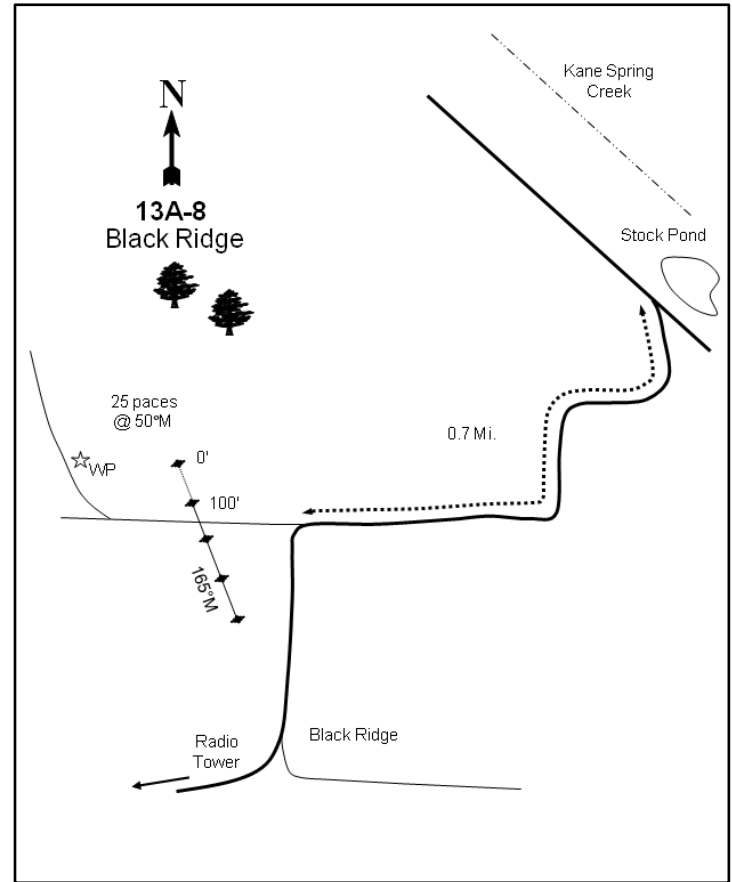 Kane Spring
Creek
N
13A-8
Black Ridge
Stock Pond
25 paces
@ 50°M
0.7 Mi.
WP
0'
100'
165°M
Radio
Tower
Black Ridge